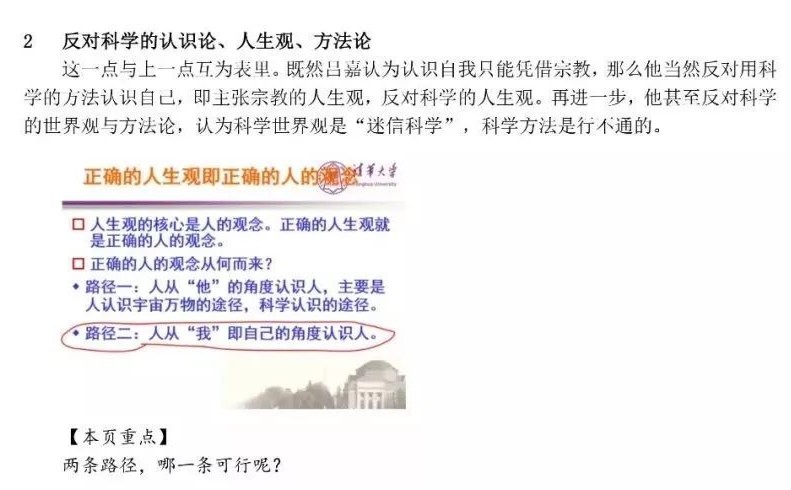 2 反对科学的认识论、人生观、方法论
这一点与上一点互为表里。既然吕嘉认为认识自我只能凭借宗教，那么他当然反对用科
学的方法认识自己，即主张宗教的人生观，反对科学的人生观。再进一步，他甚至反对科学
的世界观与方法论，认为科学世界观是“迷信科学”，科学方法是行不通的。
正确的人生观即正确的人的观念
清华大学
Tsinghua University
人生观的核心是人的观念。正确的人生观就
是正确的人的观念。
正确的人的观念从何而来？
路径一：人从“他”的角度认识人，主要是
人认识宇宙万物的途径，科学认识的途径。
路径二：人从“我”即自己的角度认识人。
【本页重点】
两条路径，哪一条可行呢？